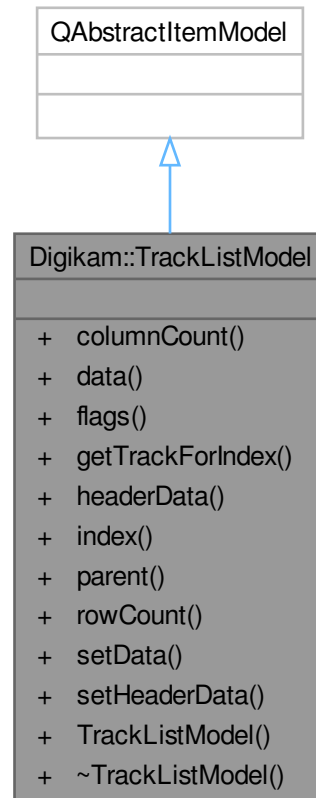 QAbstractItemModel
Digikam::TrackListModel
+ columnCount()
+ data()
+ flags()
+ getTrackForIndex()
+ headerData()
+ index()
+ parent()
+ rowCount()
+ setData()
+ setHeaderData()
+ TrackListModel()
+ ~TrackListModel()